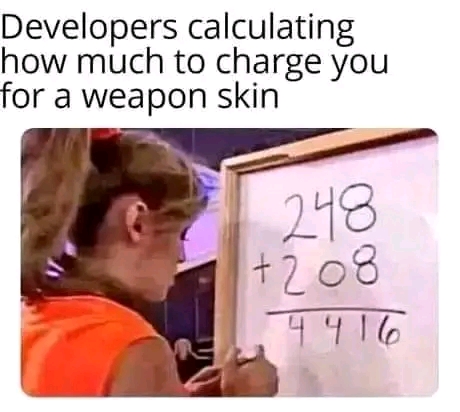 Developers calculating
how much to charge you
for a weapon skin
248
+208
4416